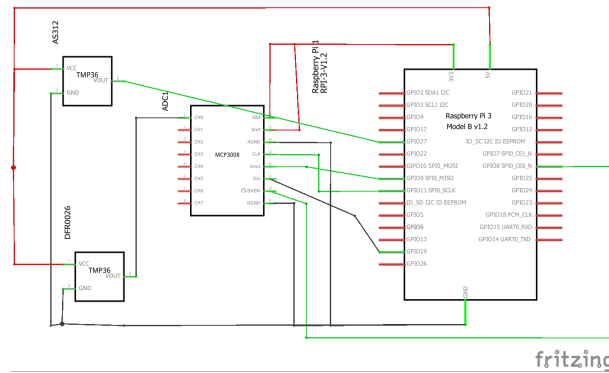 AS312
TMP36
VCC
VOUT
GND
ADC1
CH0
CH1
CH2
CH3
CH4
CH5
CH6
CH7
MCP3008
Vdd
Vref
AGND
CLK
Dout
Din
CS/SHDN
DGND
DFR0026
TMP36
VCC
VOUT
GND
Raspberry Pi 1
RPI-3-V1.2
3V3
5V
Raspberry Pi 3
Model B v1.2
GPIO2 SDA1 I2C
GPIO3 SCL1 I2C
GPIO4
GPIO17
GPIO27
GPIO22
GPIO10 SPI0_MOSI
GPIO9 SPI0_MISO
GPIO11 SPI0_SCLK
ID_SD I2C ID EEPROM
GPIO5
GPIO6
GPIO13
GPIO19
GPIO26
GPIO21
GPIO20
GPIO16
GPIO12
ID_SC I2C ID EEPROM
GPIO7 SPI0_CE1_N
GPIO8 SPI0_CE0_N
GPIO25
GPIO24
GPIO23
GPIO18 PCM_CLK
GPIO15 UART0_RXD
GPIO14 UART0_TXD
GND
fritzing